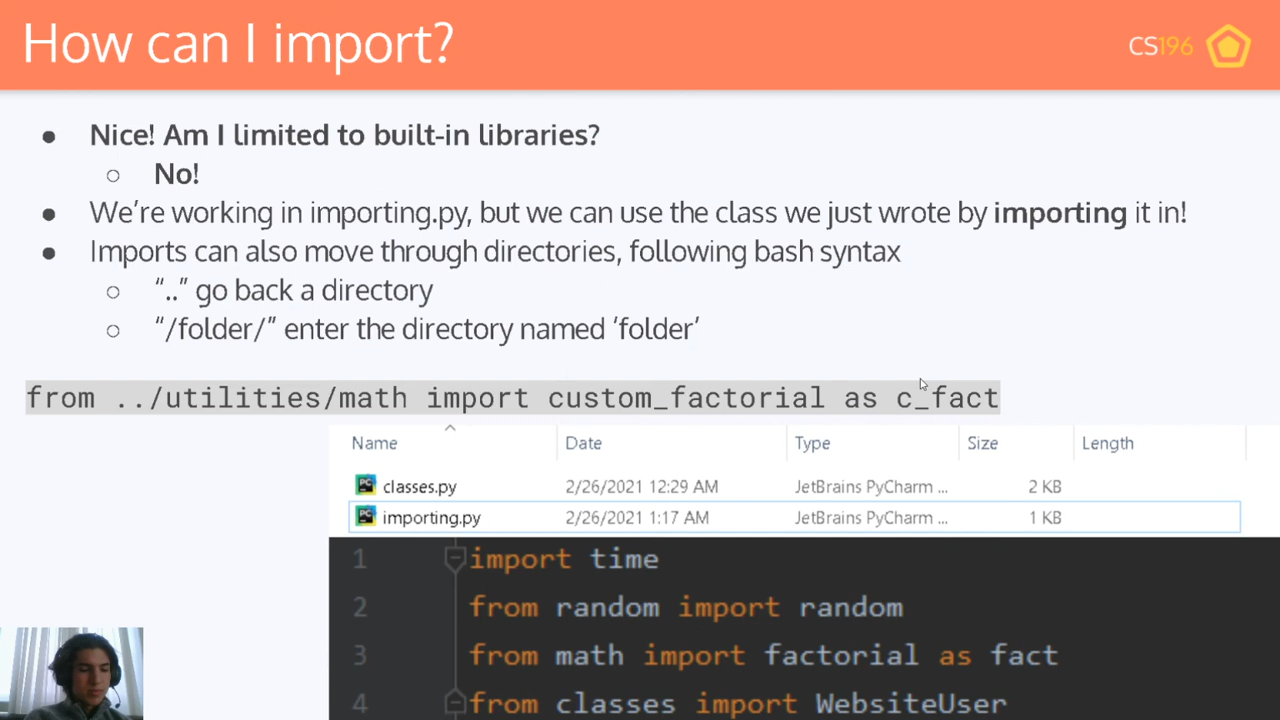 How can I import?
CS196
● Nice! Am I limited to built-in libraries?
○ No!
● We’re working in importing.py, but we can use the class we just wrote by importing it in!
● Imports can also move through directories, following bash syntax
○ “..” go back a directory
○ “/folder/” enter the directory named ‘folder’
from ../utilities/math import custom_factorial as c_fact
Name Date Type Size Length
classes.py 2/26/2021 12:29 AM JetBrains PyCharm ... 2 KB
importing.py 2/26/2021 1:17 AM JetBrains PyCharm ... 1 KB
1 import time
2 from random import random
3 from math import factorial as fact
4 from classes import WebsiteUser